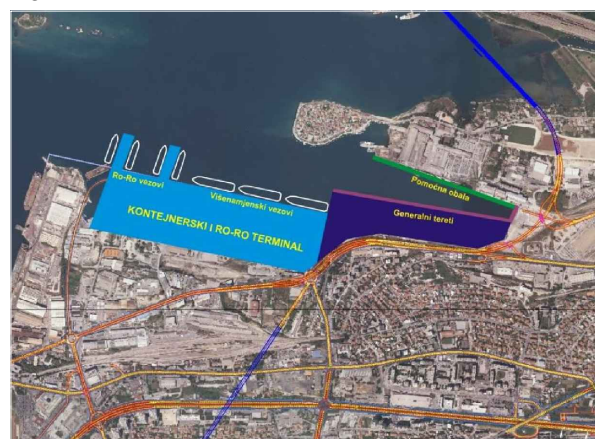 Ro-Ro vezovi
Višenamjenski vezovi
KONTEJNERSKI I RO-RO TERMINAL
Pomoćna obala
Generalni tereti